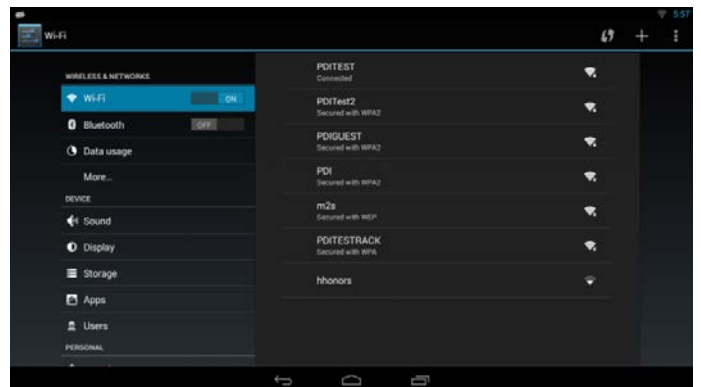 5:57
Wi-Fi
WIRELESS & NETWORKS
Wi-Fi ON
Bluetooth OFF
Data usage
More...
DEVICE
Sound
Display
Storage
Apps
Users
PERSONAL
PDITEST
Connected
PDITest2
Secured with WPA2
PDIGUEST
Secured with WPA2
PDI
Secured with WPA2
m2s
Secured with WEP
PDITESTRACK
Secured with WPA
hhonors